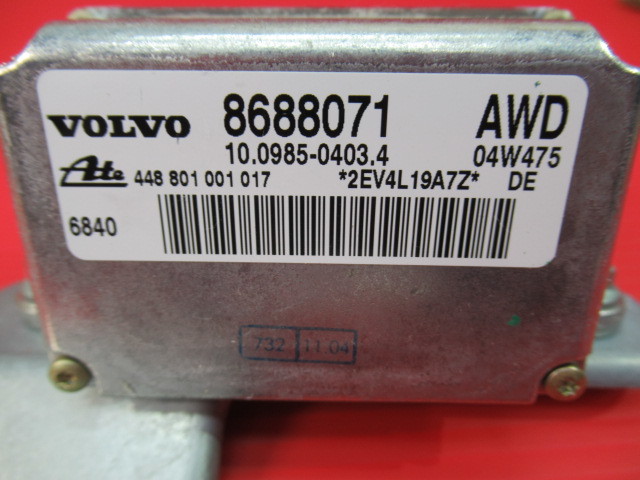 VOLVO 8688071 AWD
10.0985-0403.4 04W475
Ate 448 801 001 017 *2EV4L19A7Z* DE
6840
732 11.04